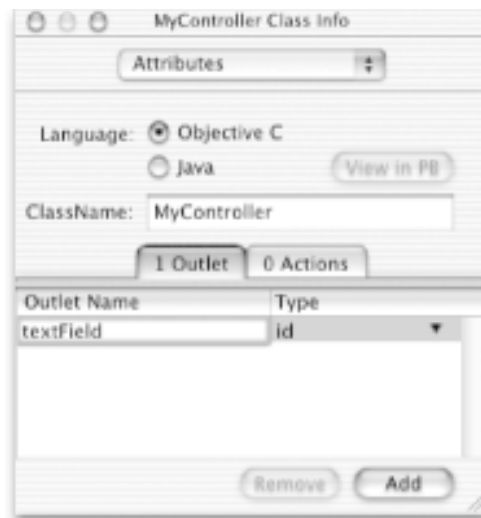 MyController Class Info
Attributes
Language: Objective C
Java View in PB
ClassName: MyController
1 Outlet 0 Actions
Outlet Name Type
textField id
Remove Add